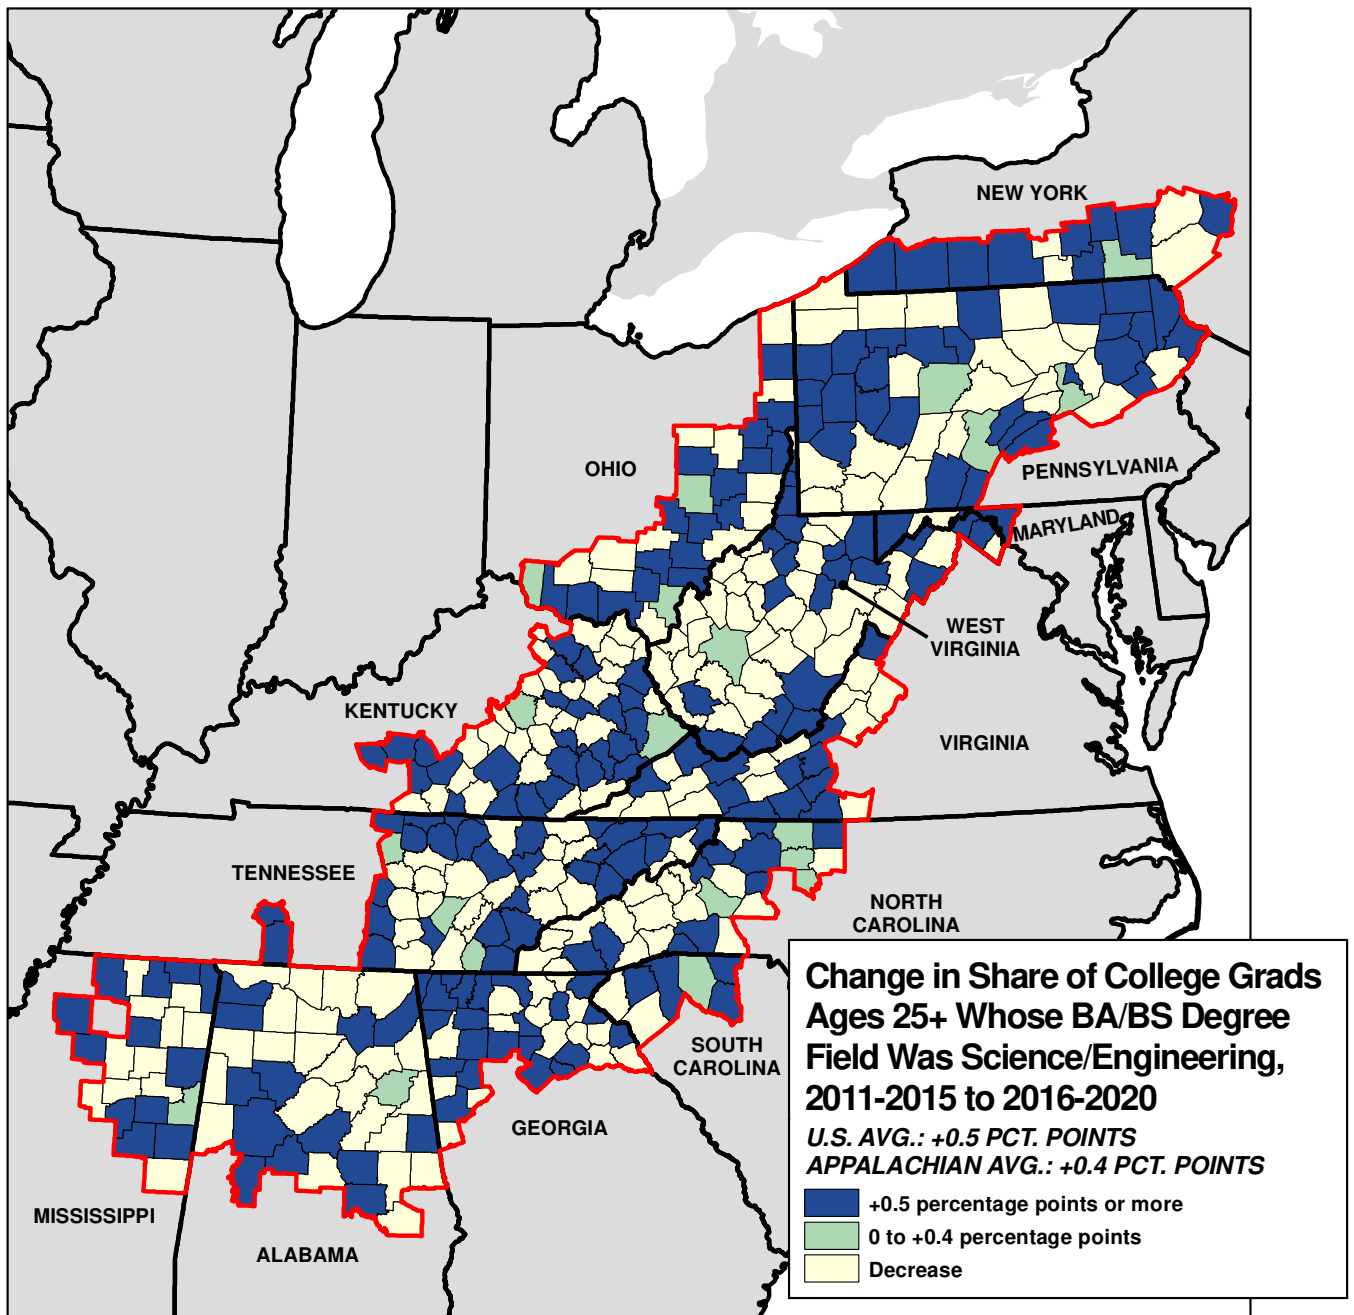 NEW YORK
OHIO
PENNSYLVANIA
MARYLAND
WEST
VIRGINIA
KENTUCKY
VIRGINIA
TENNESSEE
NORTH
CAROLINA
SOUTH
CAROLINA
GEORGIA
MISSISSIPPI
ALABAMA
Change in Share of College Grads
Ages 25+ Whose BA/BS Degree
Field Was Science/Engineering,
2011-2015 to 2016-2020
U.S. AVG.: +0.5 PCT. POINTS
APPALACHIAN AVG.: +0.4 PCT. POINTS
+0.5 percentage points or more
0 to +0.4 percentage points
Decrease